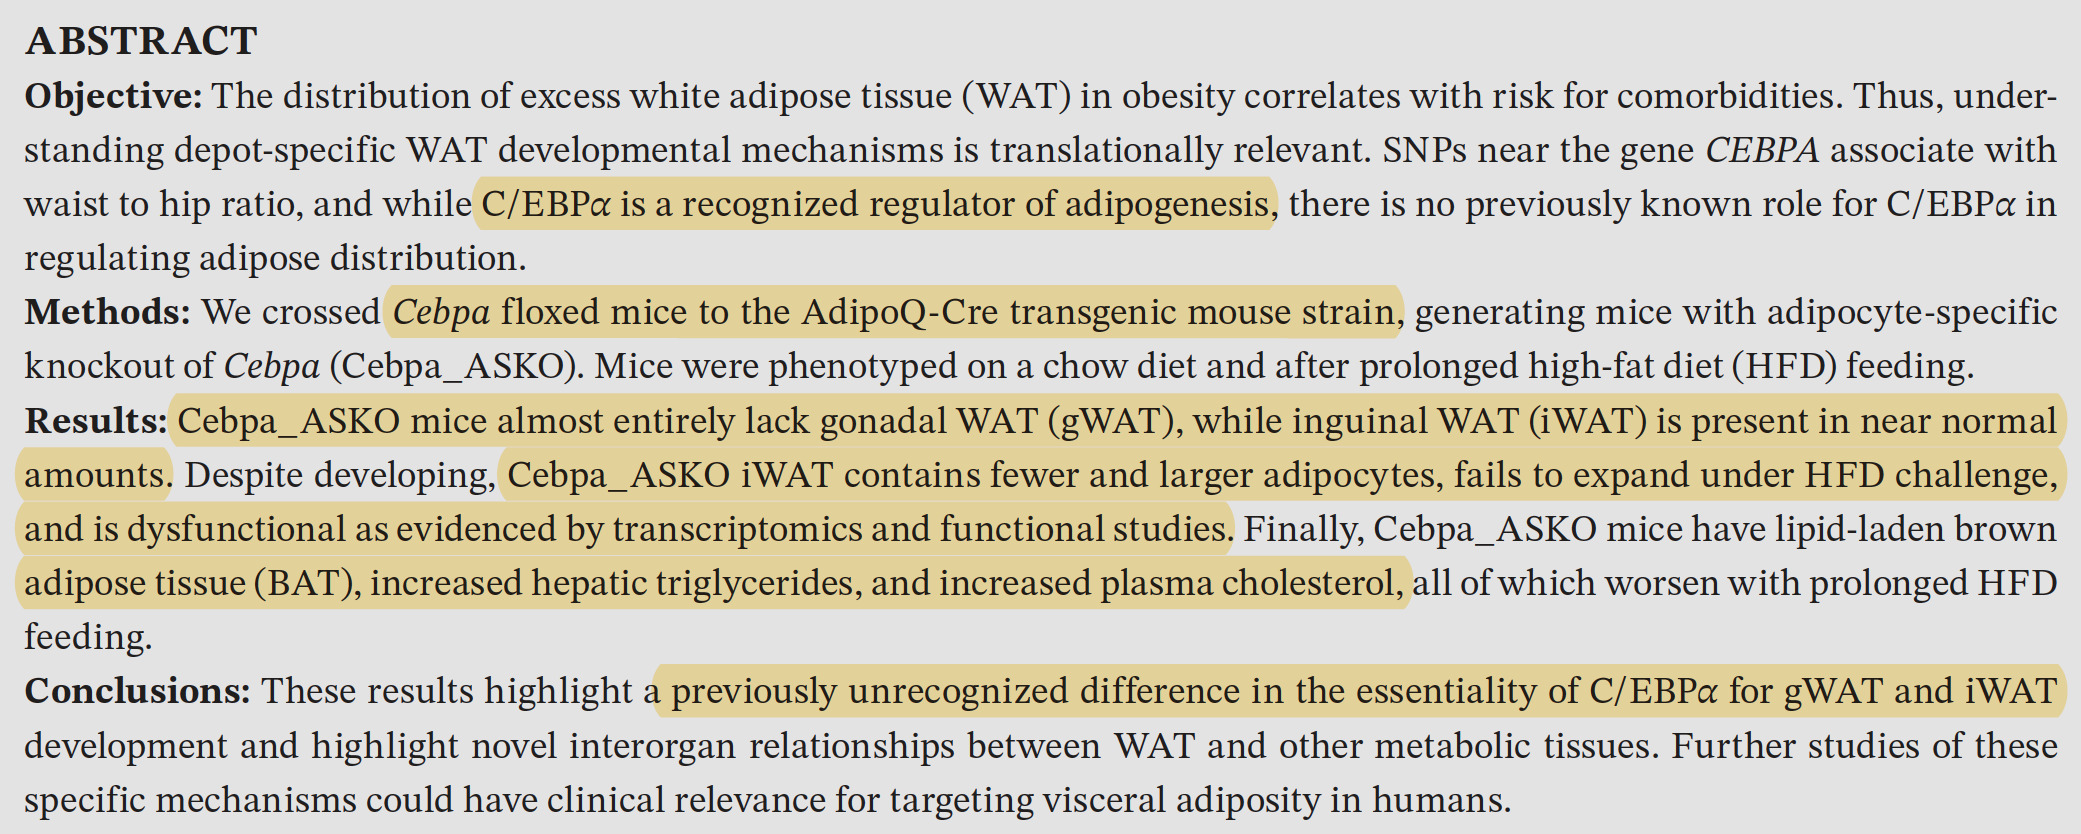 ABSTRACT
Objective: The distribution of excess white adipose tissue (WAT) in obesity correlates with risk for comorbidities. Thus, under-
standing depot-specific WAT developmental mechanisms is translationally relevant. SNPs near the gene CEBPA associate with
waist to hip ratio, and while C/EBPα is a recognized regulator of adipogenesis, there is no previously known role for C/EBPα in
regulating adipose distribution.
Methods: We crossed Cebpa floxed mice to the AdipoQ-Cre transgenic mouse strain, generating mice with adipocyte-specific
knockout of Cebpa (Cebpa_ASKO). Mice were phenotyped on a chow diet and after prolonged high-fat diet (HFD) feeding.
Results: Cebpa_ASKO mice almost entirely lack gonadal WAT (gWAT), while inguinal WAT (iWAT) is present in near normal
amounts. Despite developing, Cebpa_ASKO iWAT contains fewer and larger adipocytes, fails to expand under HFD challenge,
and is dysfunctional as evidenced by transcriptomics and functional studies. Finally, Cebpa_ASKO mice have lipid-laden brown
adipose tissue (BAT), increased hepatic triglycerides, and increased plasma cholesterol, all of which worsen with prolonged HFD
feeding.
Conclusions: These results highlight a previously unrecognized difference in the essentiality of C/EBPα for gWAT and iWAT
development and highlight novel interorgan relationships between WAT and other metabolic tissues. Further studies of these
specific mechanisms could have clinical relevance for targeting visceral adiposity in humans.